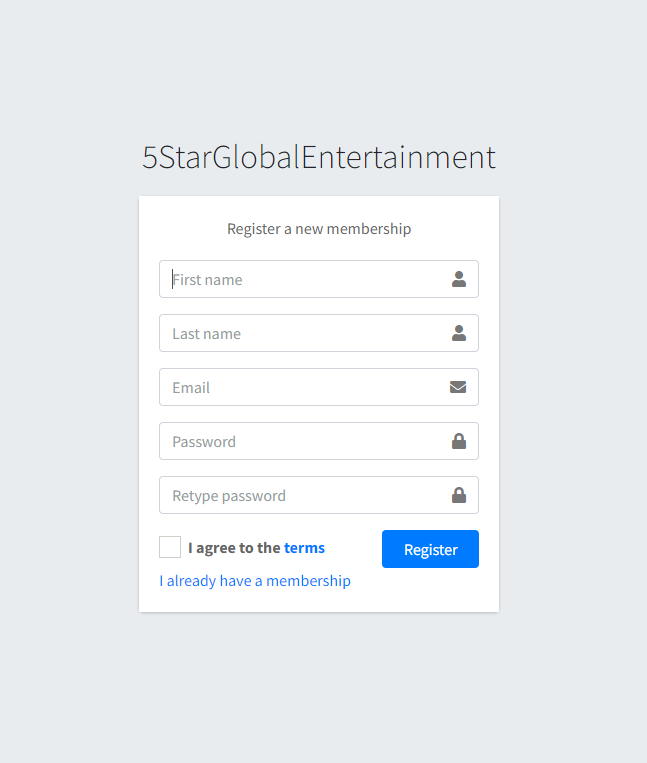 5StarGlobalEntertainment
Register a new membership
First name
Last name
Email
Password
Retype password
I agree to the terms
Register
I already have a membership